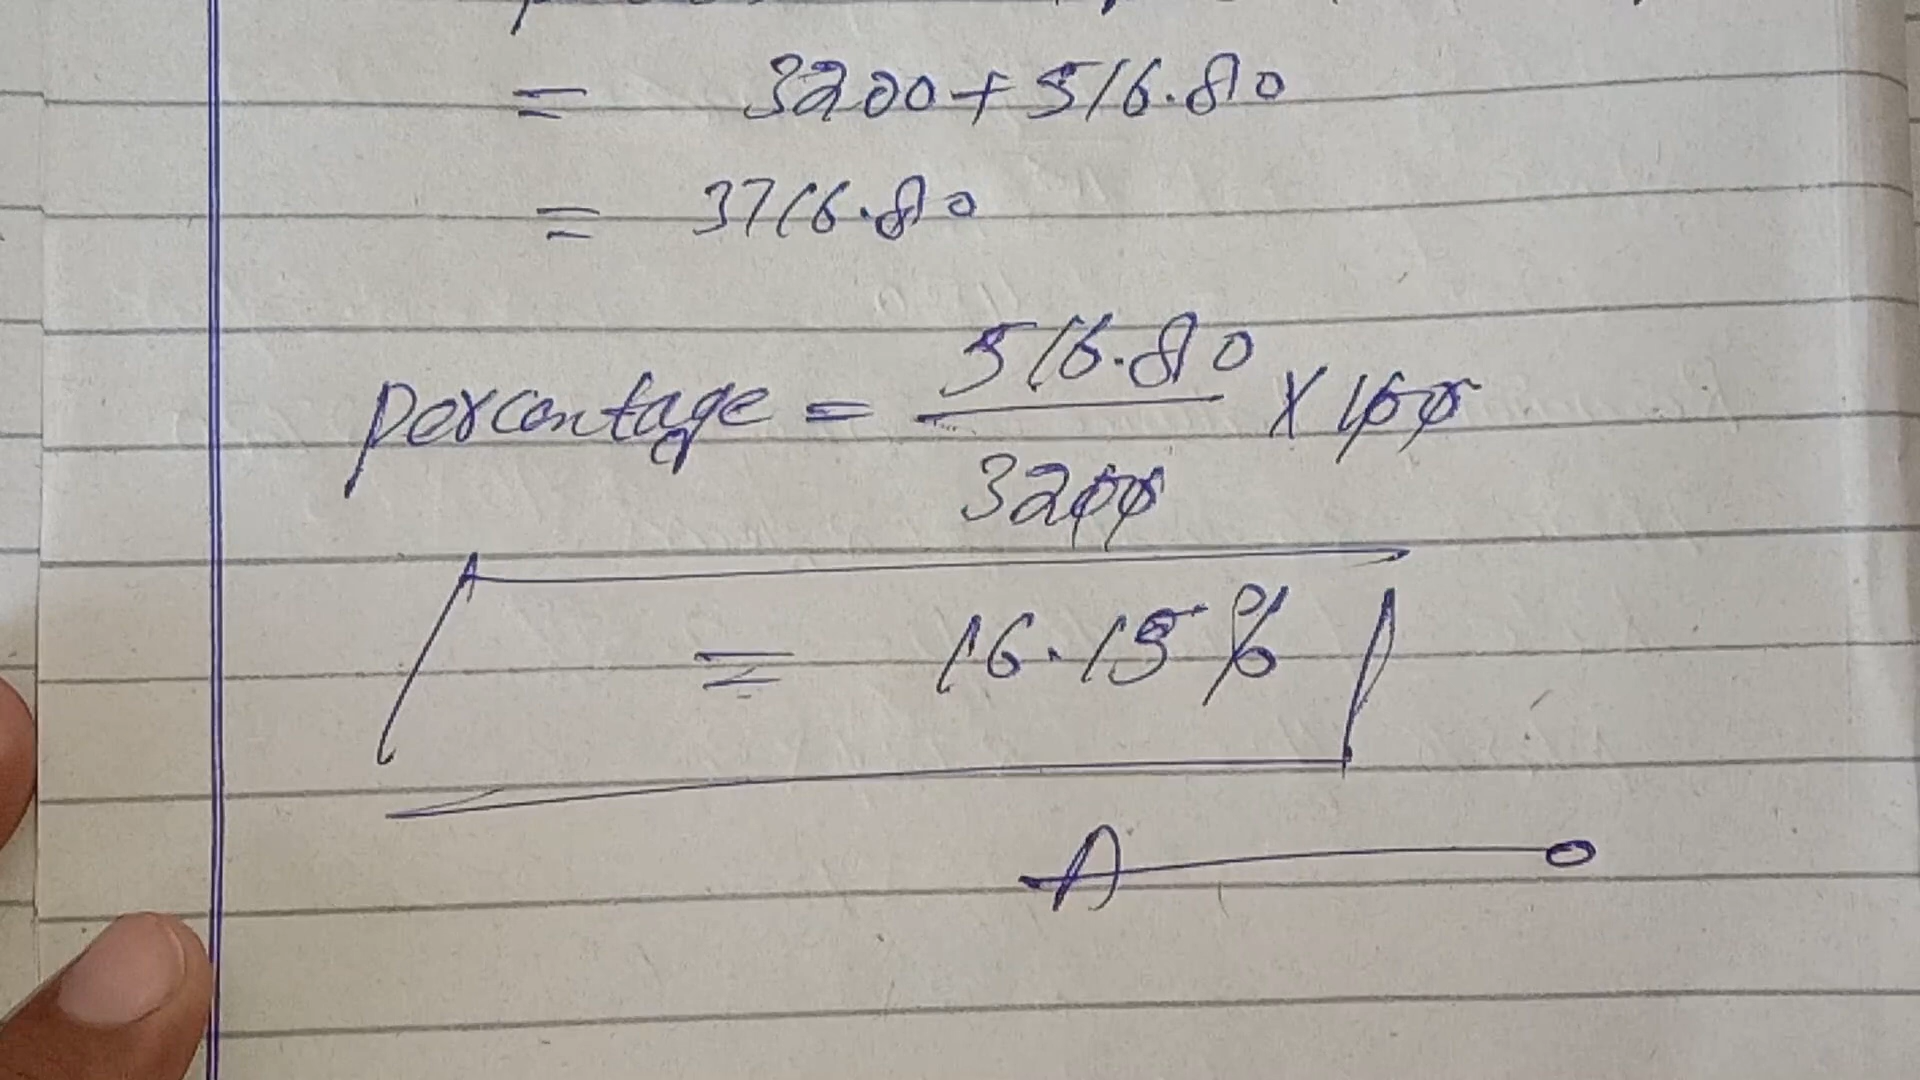 = 3200 + 516.80
= 3716.80
percentage = 516.80 / 3200 X 100
= 16.15 %